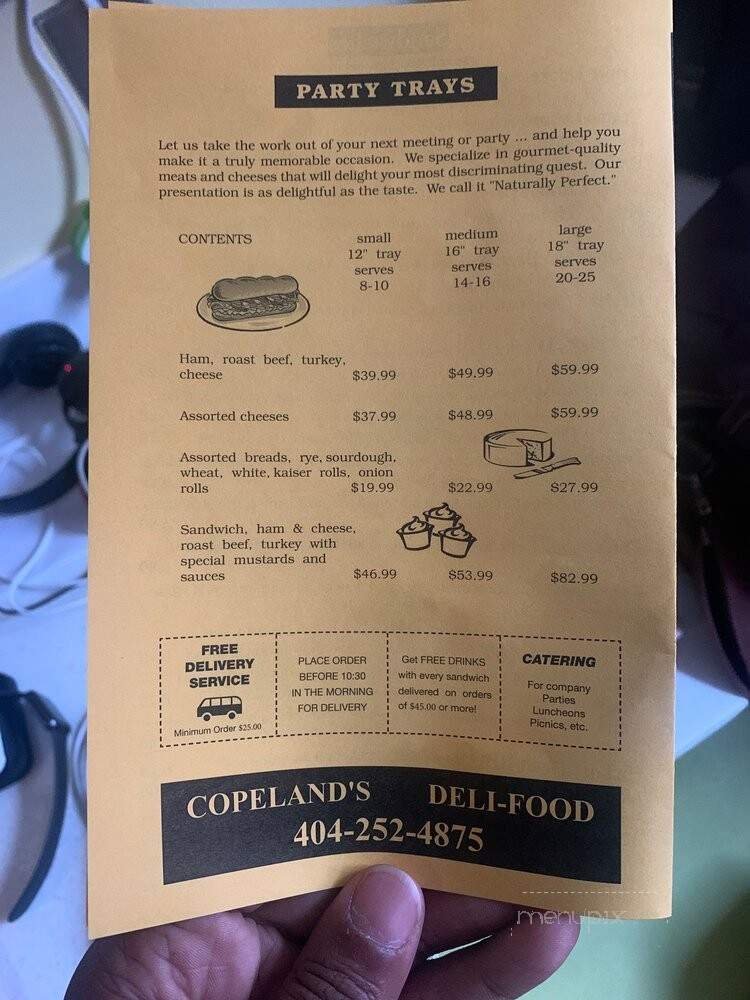 PARTY TRAYS
Let us take the work out of your next meeting or party ... and help you
make it a truly memorable occasion. We specialize in gourmet-quality
meats and cheeses that will delight your most discriminating quest. Our
presentation is as delightful as the taste. We call it "Naturally Perfect."
CONTENTS small medium large
12" tray 16" tray 18" tray
serves serves serves
8-10 14-16 20-25
Ham, roast beef, turkey,
cheese $39.99 $49.99 $59.99
Assorted cheeses $37.99 $48.99 $59.99
Assorted breads, rye, sourdough,
wheat, white, kaiser rolls, onion
rolls $19.99 $22.99 $27.99
Sandwich, ham & cheese,
roast beef, turkey with
special mustards and
sauces $46.99 $53.99 $82.99
FREE
DELIVERY
SERVICE
Minimum Order $25.00
PLACE ORDER
BEFORE 10:30
IN THE MORNING
FOR DELIVERY
Get FREE DRINKS
with every sandwich
delivered on orders
of $45.00 or more!
CATERING
For company
Parties
Luncheons
Picnics, etc.
COPELAND'S DELI-FOOD
404-252-4875
menupix